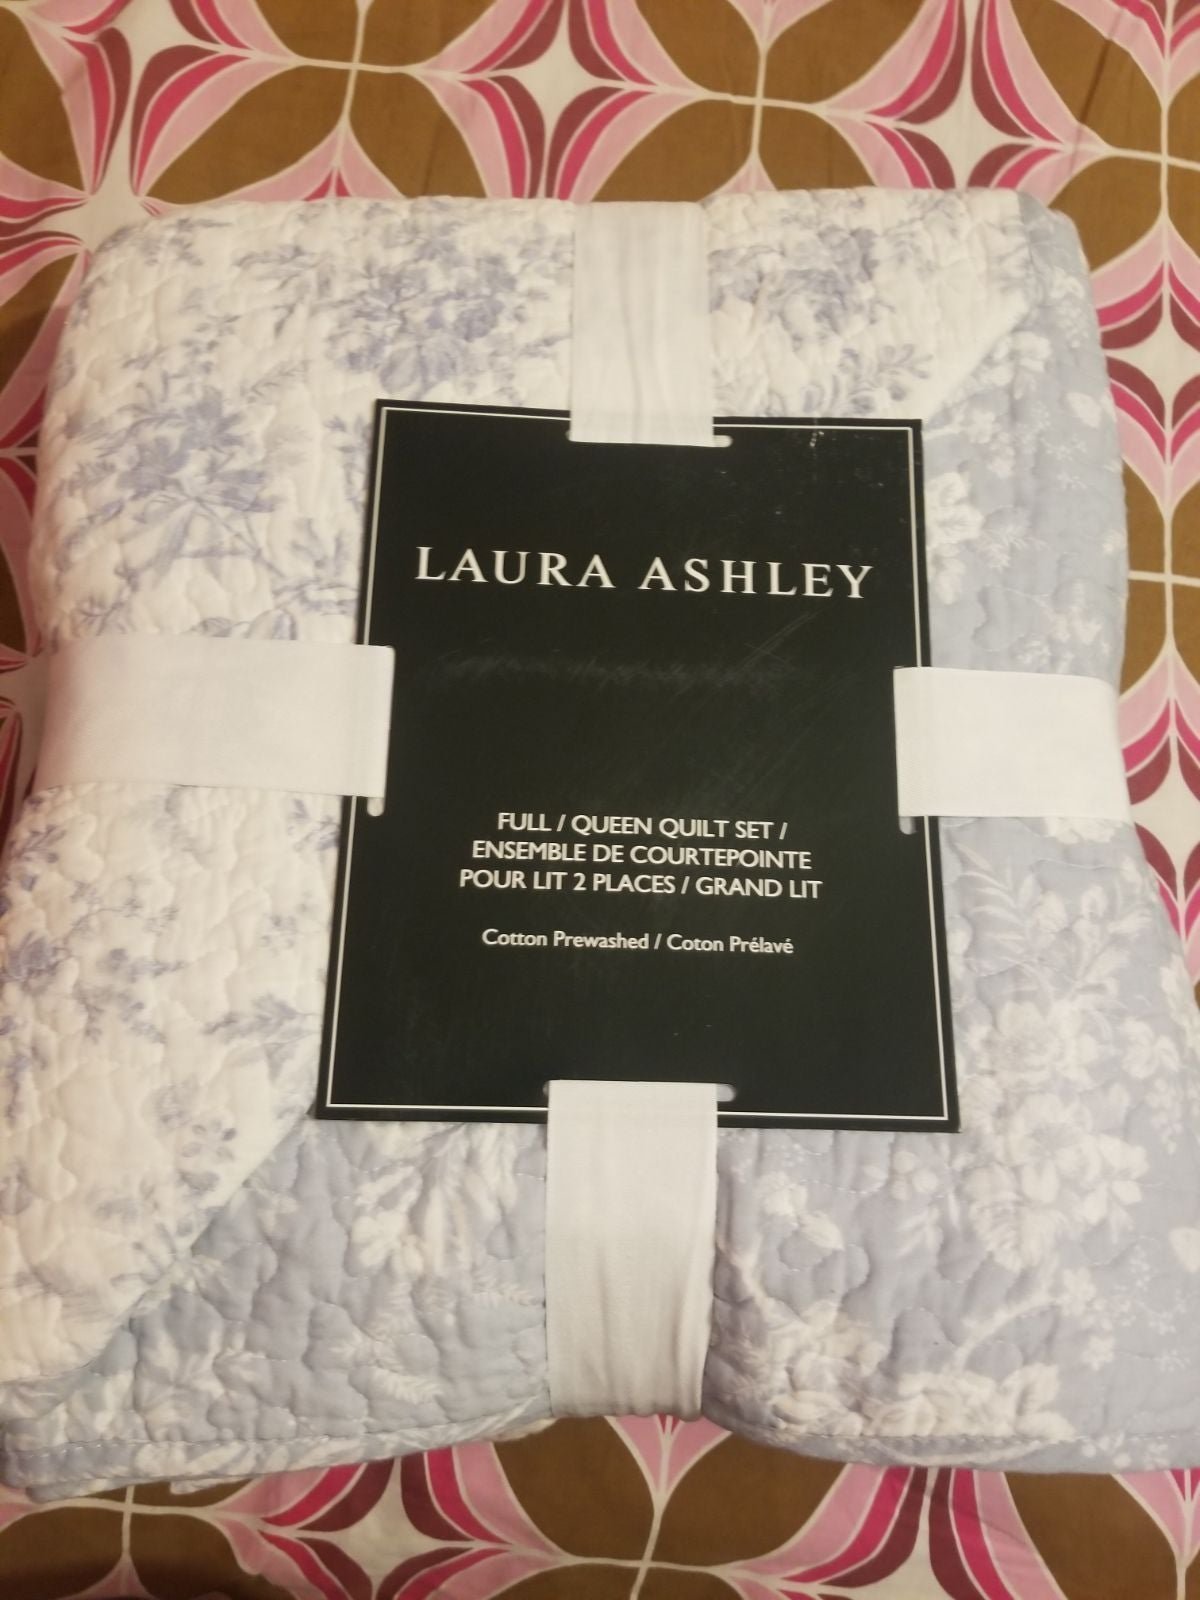 LAURA ASHLEY
FULL / QUEEN QUILT SET /
ENSEMBLE DE COURTEPOINTE
POUR LIT 2 PLACES / GRAND LIT
Cotton Prewashed / Coton Prélavé